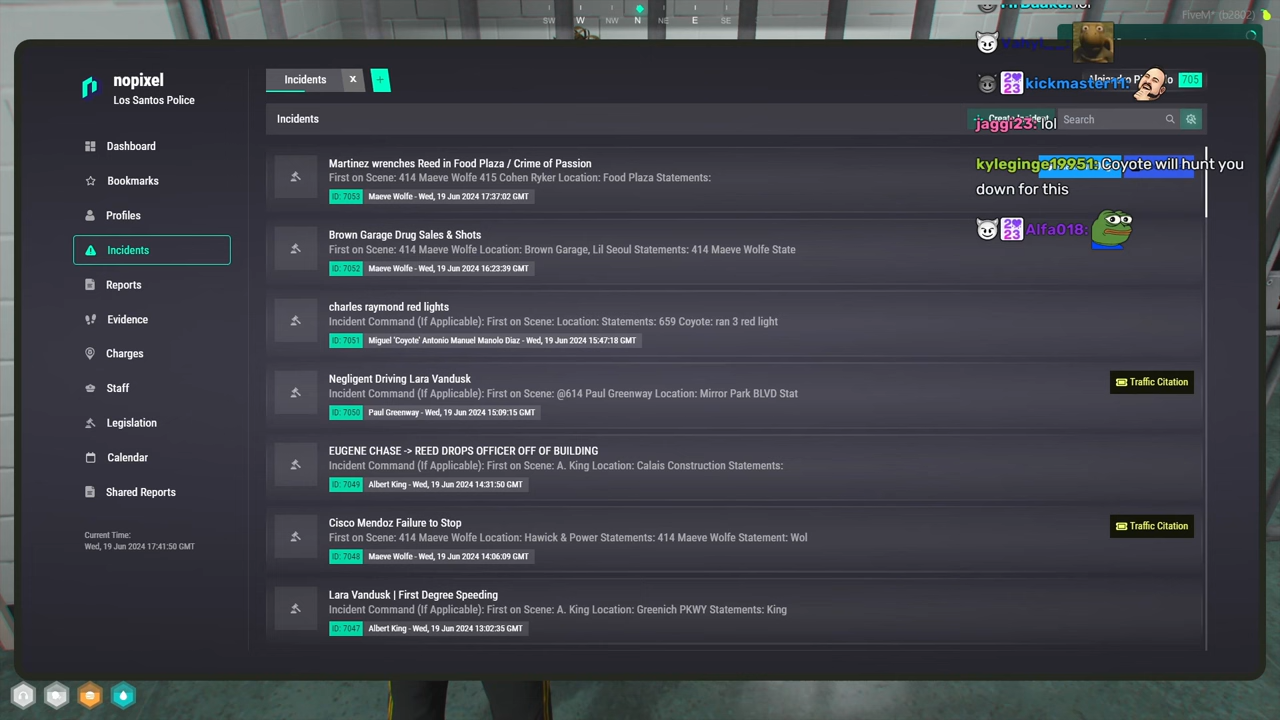 SW W NW N NE E SE
FiveM* (b2802)
lol
nopixel
Los Santos Police
Incidents x +
705
kickmaster11:
Incidents
Search
jaggi23: lol
Dashboard
Bookmarks
Profiles
Incidents
Reports
Evidence
Charges
Staff
Legislation
Calendar
Shared Reports
Current Time:
Wed, 19 Jun 2024 17:41:50 GMT
Martinez wrenches Reed in Food Plaza / Crime of Passion
First on Scene: 414 Maeve Wolfe 415 Cohen Ryker Location: Food Plaza Statements:
ID: 7053 Maeve Wolfe - Wed, 19 Jun 2024 17:37:02 GMT
kyleginge19951: Coyote will hunt you
down for this
Alfa018:
Brown Garage Drug Sales & Shots
First on Scene: 414 Maeve Wolfe Location: Brown Garage, Lil Seoul Statements: 414 Maeve Wolfe State
ID: 7052 Maeve Wolfe - Wed, 19 Jun 2024 16:23:39 GMT
charles raymond red lights
Incident Command (If Applicable): First on Scene: Location: Statements: 659 Coyote: ran 3 red light
ID: 7051 Miguel 'Coyote' Antonio Manuel Manolo Diaz - Wed, 19 Jun 2024 15:47:18 GMT
Negligent Driving Lara Vandusk
Incident Command (If Applicable): First on Scene: @614 Paul Greenway Location: Mirror Park BLVD Stat
ID: 7050 Paul Greenway - Wed, 19 Jun 2024 15:09:15 GMT
Traffic Citation
EUGENE CHASE -> REED DROPS OFFICER OFF OF BUILDING
Incident Command (If Applicable): First on Scene: A. King Location: Calais Construction Statements:
ID: 7049 Albert King - Wed, 19 Jun 2024 14:31:50 GMT
Cisco Mendoz Failure to Stop
Incident Command (If Applicable): First on Scene: 414 Maeve Wolfe Location: Hawick & Power Statements: 414 Maeve Wolfe Statement: Wol
ID: 7048 Maeve Wolfe - Wed, 19 Jun 2024 14:06:09 GMT
Traffic Citation
Lara Vandusk | First Degree Speeding
Incident Command (If Applicable): First on Scene: A. King Location: Greenich PKWY Statements: King
ID: 7047 Albert King - Wed, 19 Jun 2024 13:02:35 GMT